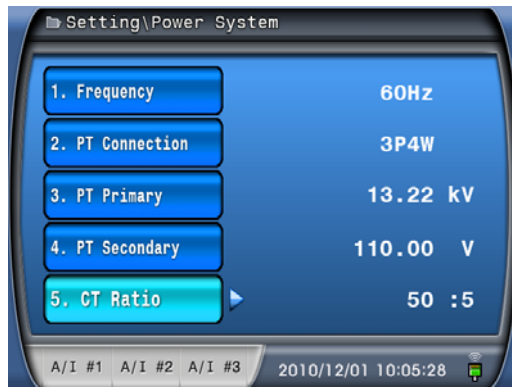 Setting\Power System
1. Frequency 60Hz
2. PT Connection 3P4W
3. PT Primary 13.22 kV
4. PT Secondary 110.00 V
5. CT Ratio 50 :5
A/I #1 A/I #2 A/I #3 2010/12/01 10:05:28